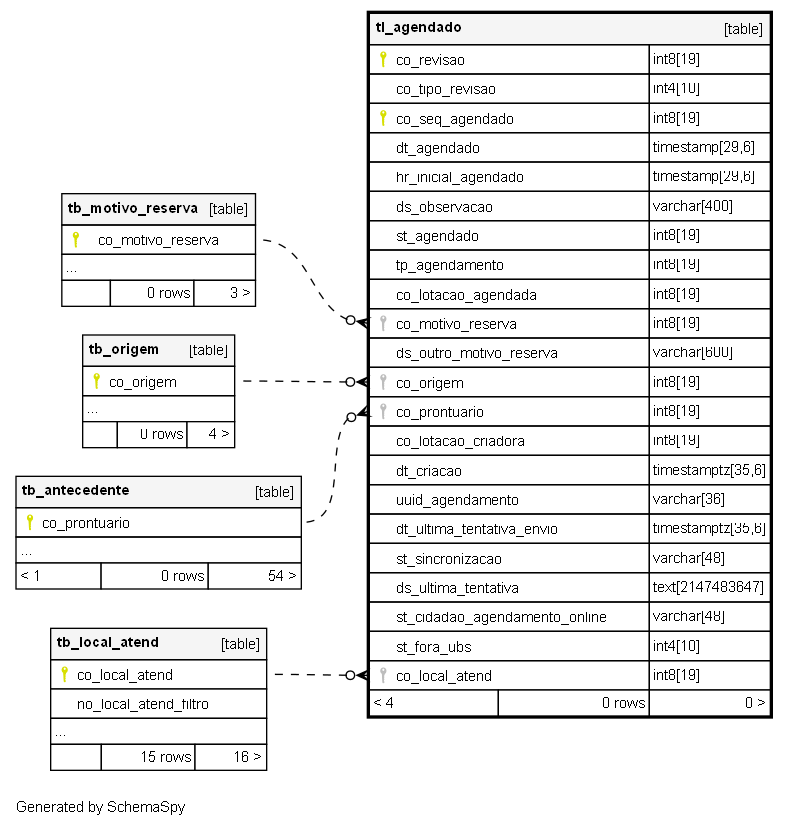 tl_agendado [table]
co_revisao int8[19]
co_tipo_revisao int4[10]
co_seq_agendado int8[19]
dt_agendado timestamp[29,6]
hr_inicial_agendado timestamp[29,6]
ds_observacao varchar[400]
st_agendado int8[19]
tp_agendamento int8[19]
co_lotacao_agendada int8[19]
co_motivo_reserva int8[19]
ds_outro_motivo_reserva varchar[600]
co_origem int8[19]
co_prontuario int8[19]
co_lotacao_criadora int8[19]
dt_criacao timestamptz[35,6]
uuid_agendamento varchar[36]
dt_ultima_tentativa_envio timestamptz[35,6]
st_sincronizacao varchar[48]
ds_ultima_tentativa text[2147483647]
st_cidadao_agendamento_online varchar[48]
st_fora_ubs int4[10]
co_local_atend int8[19]
< 4 0 rows 0 >
tb_motivo_reserva [table]
co_motivo_reserva
...
0 rows 3 >
tb_origem [table]
co_origem
...
0 rows 4 >
tb_antecedente [table]
co_prontuario
...
< 1 0 rows 54 >
tb_local_atend [table]
co_local_atend
no_local_atend_filtro
...
15 rows 16 >
Generated by SchemaSpy